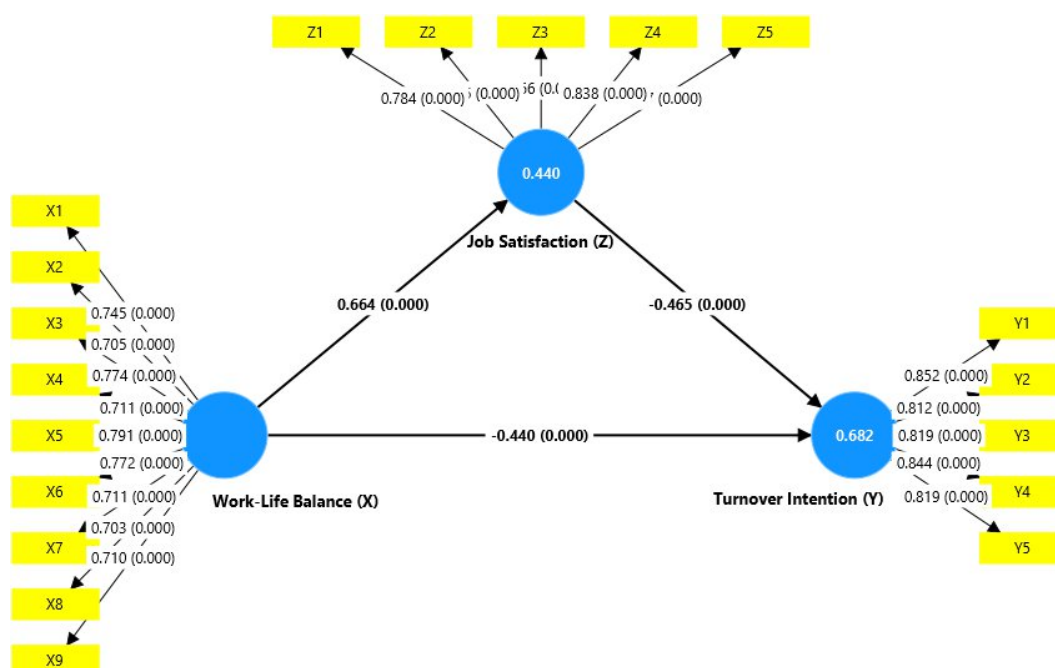 Z1 Z2 Z3 Z4 Z5
0.784 (0.000) (0.000) 0.838 (0.000) (0.000)
0.440
Job Satisfaction (Z)
X1
X2
X3
X4
X5
X6
X7
X8
X9
0.745 (0.000)
0.705 (0.000)
0.774 (0.000)
0.711 (0.000)
0.791 (0.000)
0.772 (0.000)
0.711 (0.000)
0.703 (0.000)
0.710 (0.000)
Work-Life Balance (X)
0.664 (0.000)
-0.465 (0.000)
-0.440 (0.000)
0.682
Turnover Intention (Y)
0.852 (0.000)
0.812 (0.000)
0.819 (0.000)
0.844 (0.000)
0.819 (0.000)
Y1
Y2
Y3
Y4
Y5